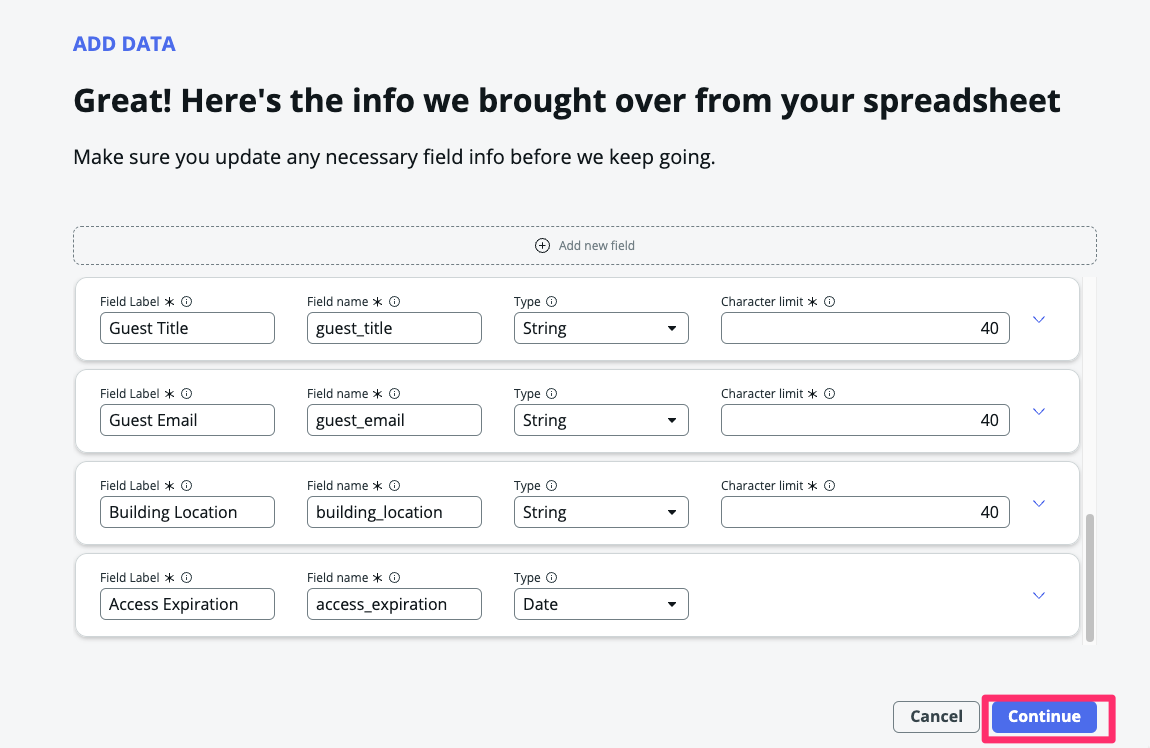 ADD DATA
Great! Here's the info we brought over from your spreadsheet
Make sure you update any necessary field info before we keep going.
Add new field
Field Label * Field name * Type Character limit *
Guest Title guest_title String 40
Field Label * Field name * Type Character limit *
Guest Email guest_email String 40
Field Label * Field name * Type Character limit *
Building Location building_location String 40
Field Label * Field name * Type
Access Expiration access_expiration Date
Cancel Continue